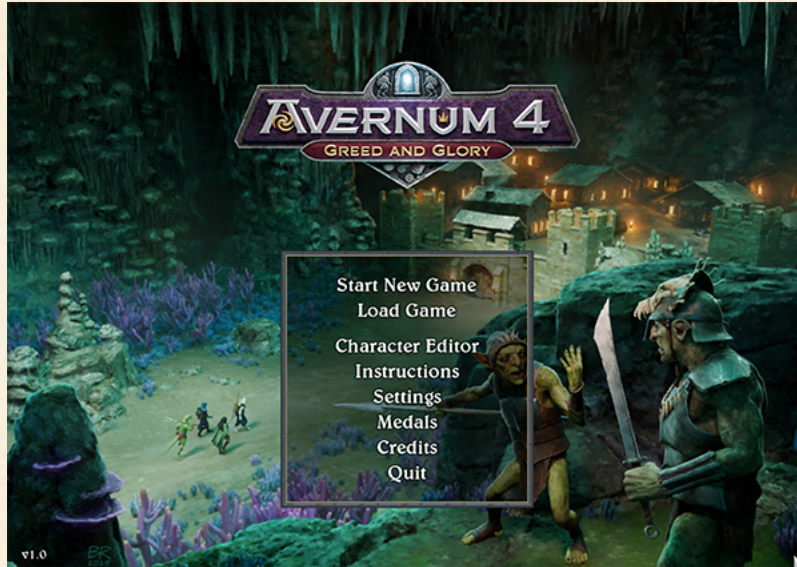 AVERNUM 4
GREED AND GLORY
Start New Game
Load Game
Character Editor
Instructions
Settings
Medals
Credits
Quit
v1.0
BR